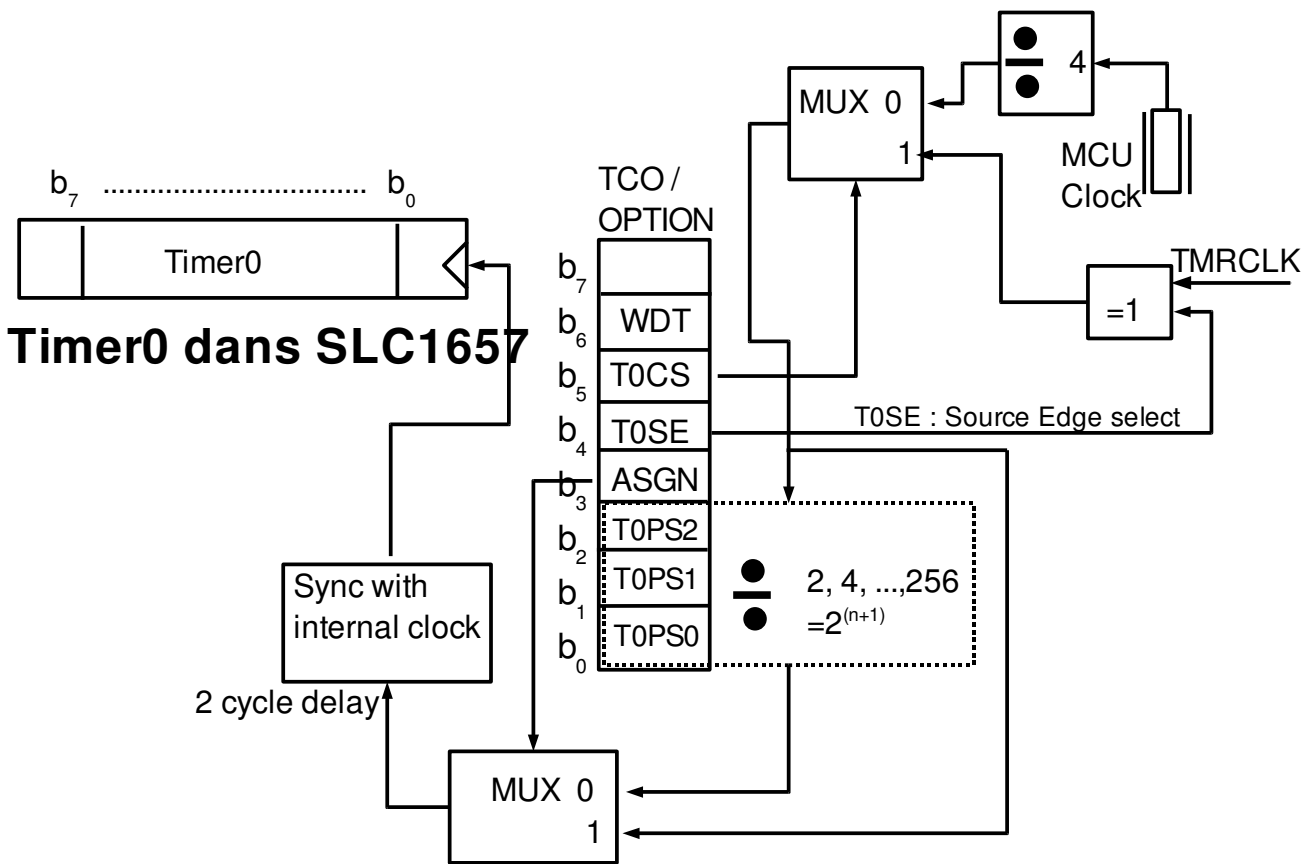 4
MUX 0
1
MCU
Clock
b7 ................................ b0
TCO /
OPTION
Timer0
TMRCLK
b7
=1
b6 WDT
Timer0 dans SLC1657
b5 T0CS
T0SE : Source Edge select
b4 T0SE
b3 ASGN
b2 T0PS2
b1 T0PS1
b0 T0PS0
2, 4, ...,256
=2(n+1)
Sync with
internal clock
2 cycle delay
MUX 0
1